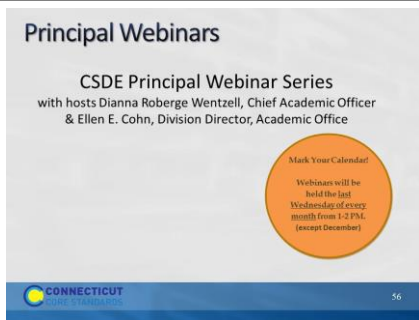 Principal Webinars
CSDE Principal Webinar Series
with hosts Dianna Roberge Wentzell, Chief Academic Officer
& Ellen E. Cohn, Division Director, Academic Office
Mark Your Calendar!
Webinars will be
held the last
Wednesday of every
month from 1-2 PM.
(except December)
CONNECTICUT
CORE STANDARDS
56